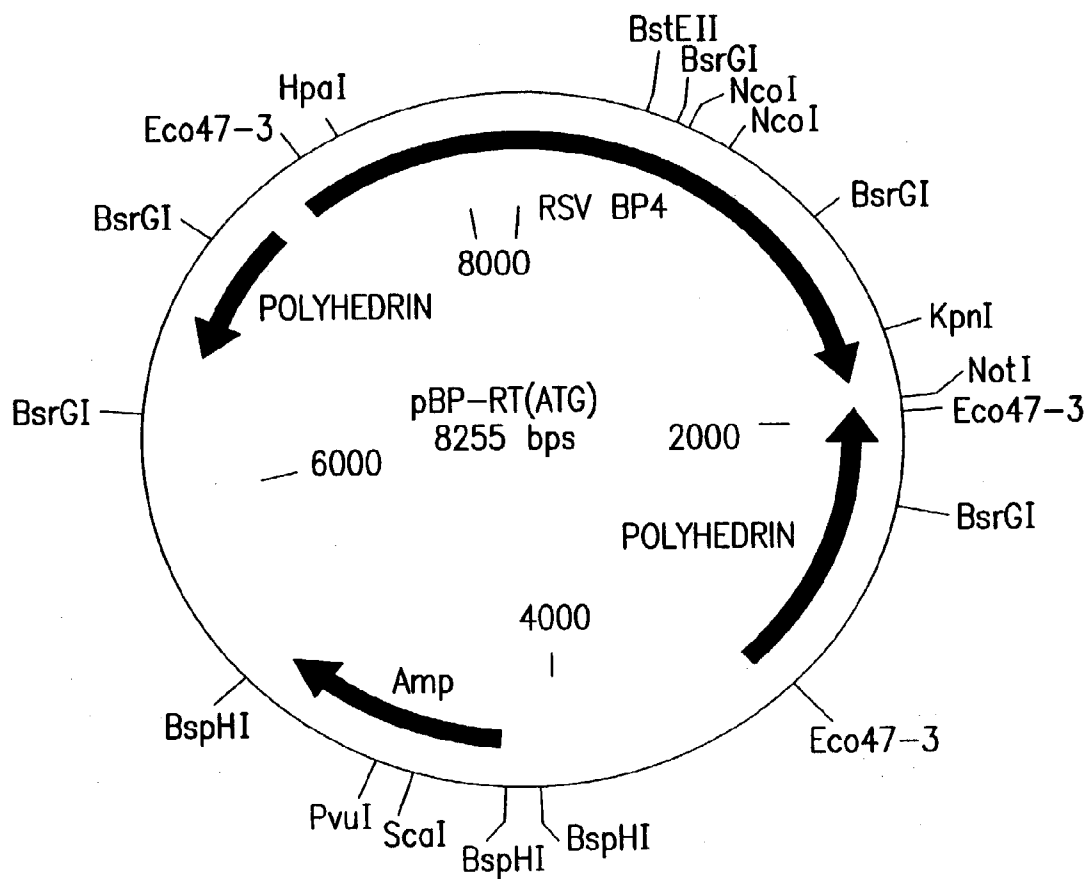 BstEII
BsrGI
NcoI
NcoI
HpaI
Eco47-3
BsrGI
BsrGI
RSV BP4
8000
POLYHEDRIN
KpnI
NotI
Eco47-3
BsrGI
pBP-RT(ATG)
8255 bps
2000
6000
BsrGI
POLYHEDRIN
4000
Amp
BspHI
Eco47-3
PvuI
ScaI
BspHI
BspHI